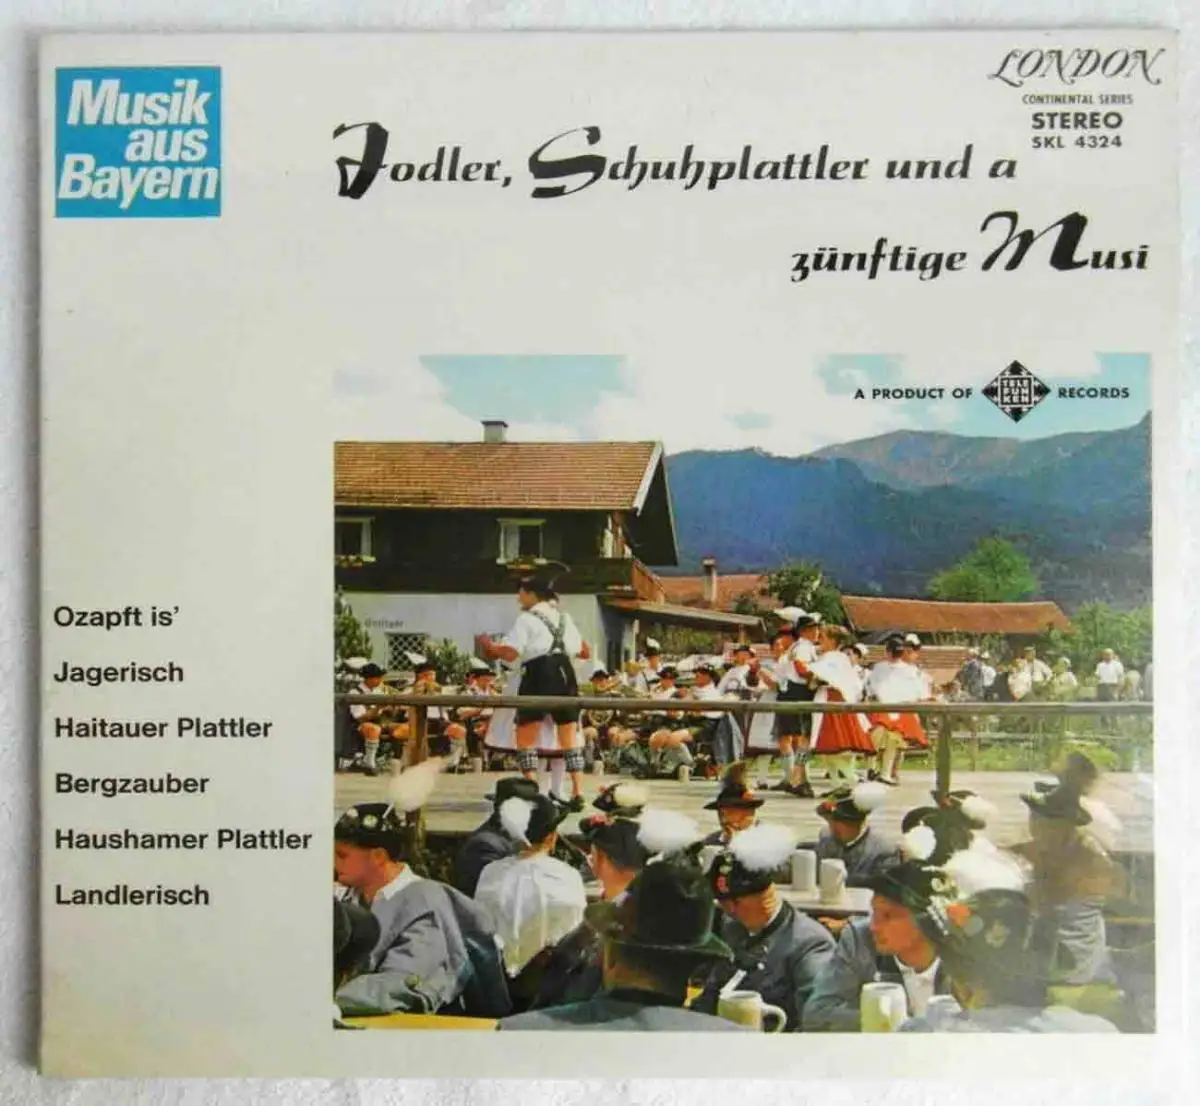 Musik
aus
Bayern
LONDON
CONTINENTAL SERIES
STEREO
SKL 4324
Jodler, Schuhplattler und a
zünftige Musi
A PRODUCT OF TELEFUNKEN RECORDS
Ozapft is'
Jagerisch
Haitauer Plattler
Bergzauber
Haushamer Plattler
Landlerisch